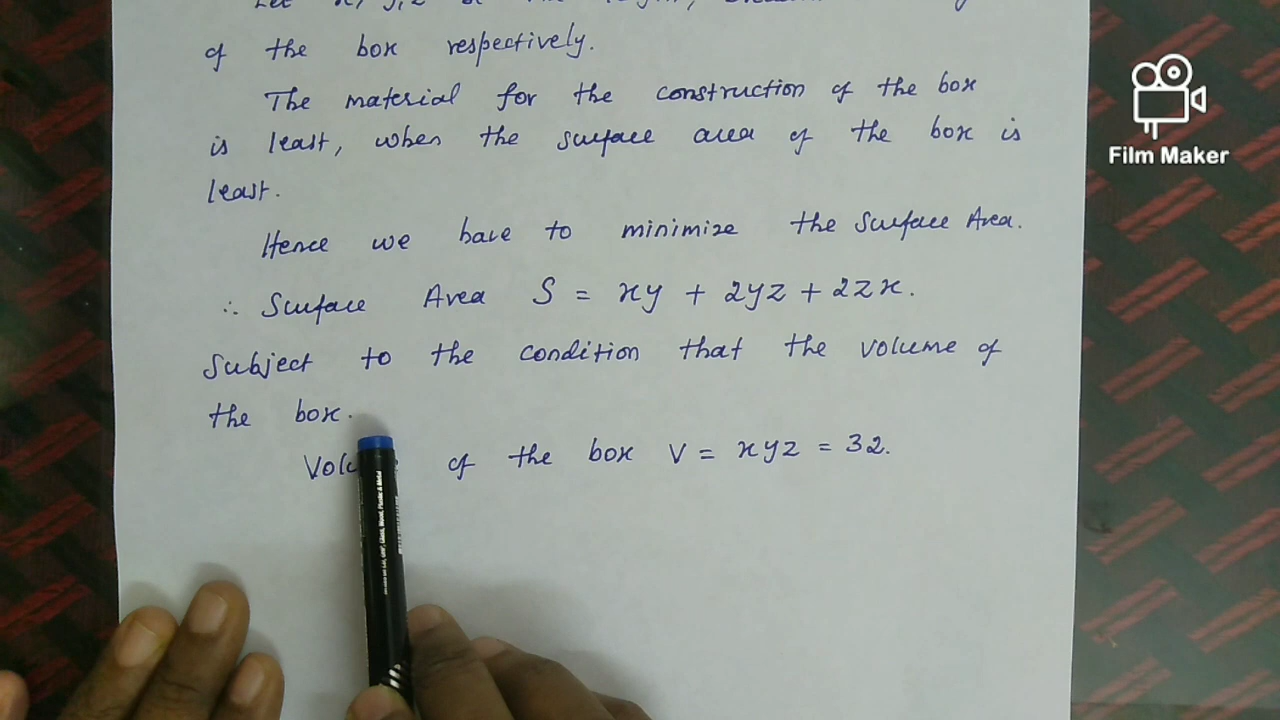 of the box respectively.
The material for the construction of the box
is least, when the surface area of the box is
least.
Hence we have to minimize the Surface Area.
∴ Surface Area S = xy + 2yz + 2zx.
Subject to the condition that the volume of
the box.
of the box V = xyz = 32.
Film Maker